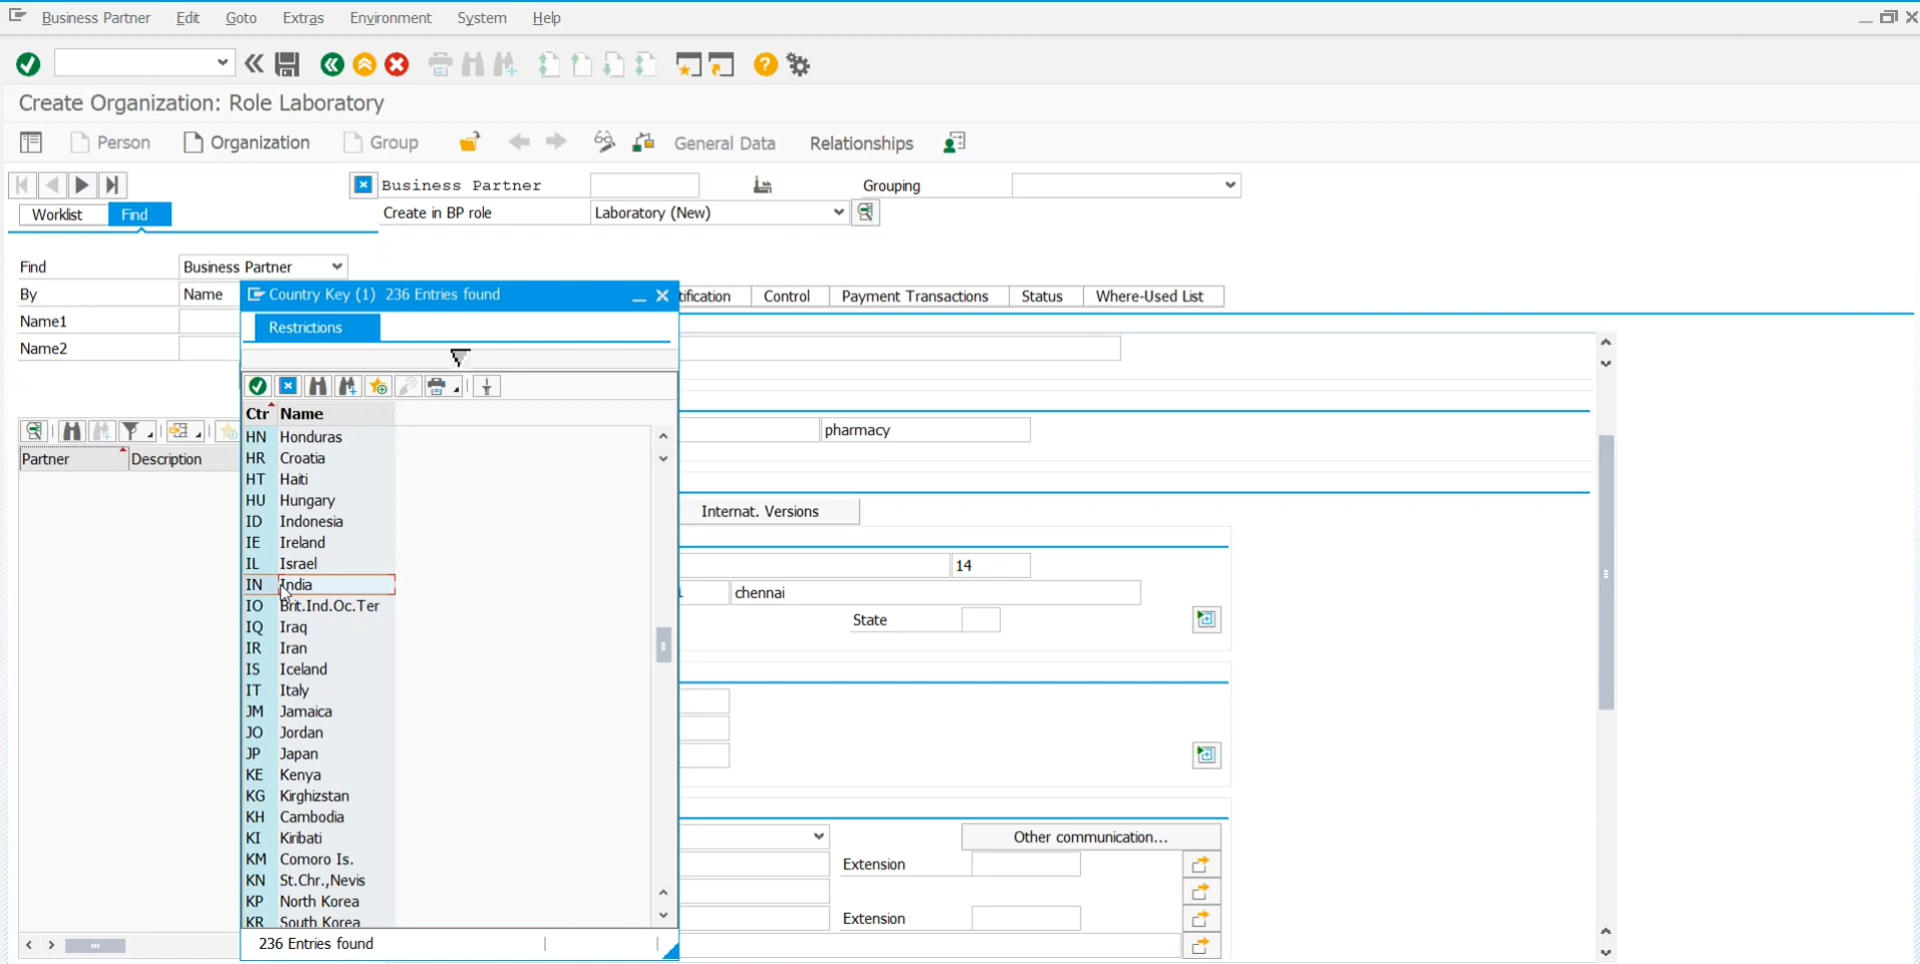 Business Partner Edit Goto Extras Environment System Help
Create Organization: Role Laboratory
Person Organization Group General Data Relationships
Business Partner Grouping
Worklist Find Create in BP role Laboratory (New)
Find Business Partner
By Name
Name1
Name2
Country Key (1) 236 Entries found
tification Control Payment Transactions Status Where-Used List
Restrictions
Ctr Name
HN Honduras
HR Croatia
HT Haiti
HU Hungary
ID Indonesia
IE Ireland
IL Israel
IN India
IO Brit.Ind.Oc.Ter
IQ Iraq
IR Iran
IS Iceland
IT Italy
JM Jamaica
JO Jordan
JP Japan
KE Kenya
KG Kirghizstan
KH Cambodia
KI Kiribati
KM Comoro Is.
KN St.Chr.,Nevis
KP North Korea
KR South Korea
236 Entries found
Partner Description
pharmacy
Internat. Versions
14
chennai
State
Other communication...
Extension
Extension